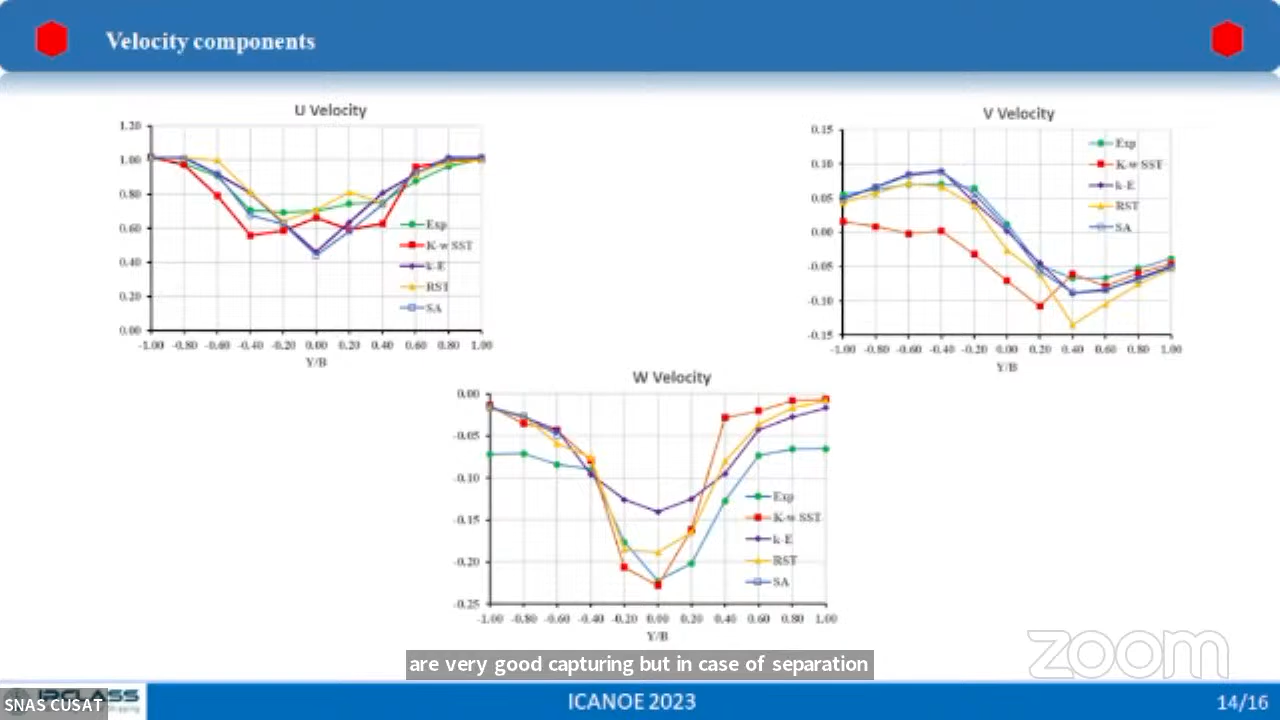 Velocity components
U Velocity
1.20
1.00
0.80
0.60
0.40
0.20
0.00
-1.00 -0.80 -0.60 -0.40 -0.20 0.00 0.20 0.40 0.60 0.80 1.00
Y/B
Exp
K-w SST
k-E
RST
SA
V Velocity
0.15
0.10
0.05
0.00
-0.05
-0.10
-0.15
-1.00 -0.80 -0.60 -0.40 -0.20 0.00 0.20 0.40 0.60 0.80 1.00
Y/B
Exp
K-w SST
k-E
RST
SA
W Velocity
0.00
-0.05
-0.10
-0.15
-0.20
-0.25
-1.00 -0.80 -0.60 -0.40 -0.20 0.00 0.20 0.40 0.60 0.80 1.00
Y/B
Exp
K-w SST
k-E
RST
SA
zoom
are very good capturing but in case of separation
IRCLASS
SNAS CUSAT
ICANOE 2023
14/16